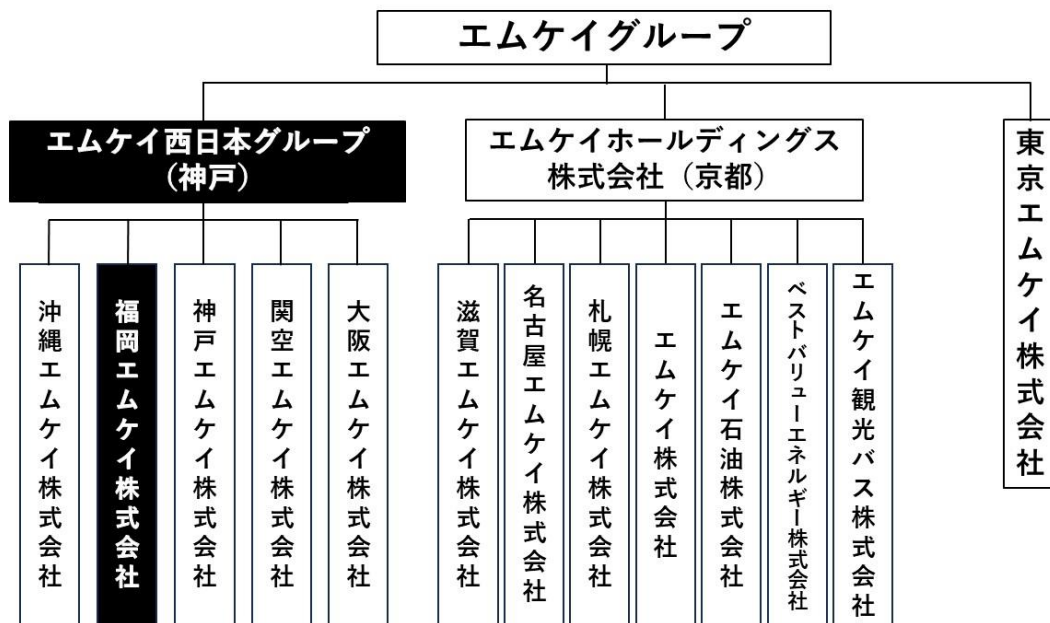 エムケイグループ
エムケイ西日本グループ
（神戸）
エムケイホールディングス
株式会社（京都）
東京エムケイ株式会社
沖縄エムケイ株式会社
福岡エムケイ株式会社
神戸エムケイ株式会社
関空エムケイ株式会社
大阪エムケイ株式会社
滋賀エムケイ株式会社
名古屋エムケイ株式会社
札幌エムケイ株式会社
エムケイ株式会社
エムケイ石油株式会社
ベストバリューエネルギー株式会社
エムケイ観光バス株式会社